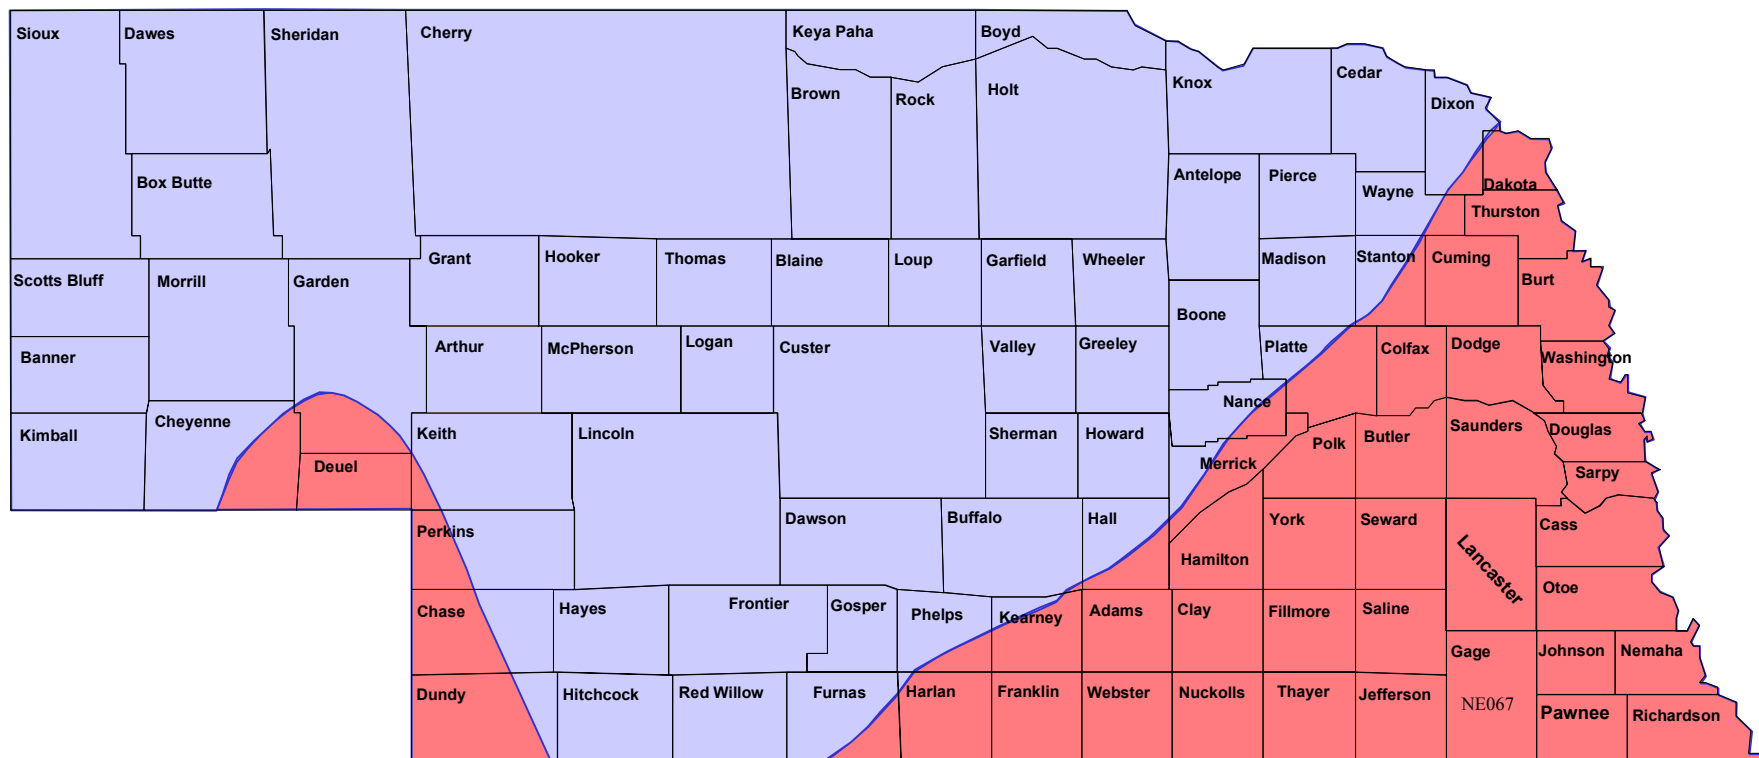 Sioux
Dawes
Sheridan
Cherry
Keya Paha
Boyd
Knox
Cedar
Dixon
Brown
Rock
Holt
Box Butte
Antelope
Pierce
Wayne
Dakota
Thurston
Scotts Bluff
Morrill
Garden
Grant
Hooker
Thomas
Blaine
Loup
Garfield
Wheeler
Madison
Stanton
Cuming
Burt
Boone
Banner
Arthur
McPherson
Logan
Custer
Valley
Greeley
Platte
Colfax
Dodge
Washington
Nance
Kimball
Cheyenne
Keith
Lincoln
Sherman
Howard
Merrick
Polk
Butler
Saunders
Douglas
Sarpy
Deuel
Perkins
Dawson
Buffalo
Hall
Hamilton
York
Seward
Lancaster
Cass
Otoe
Chase
Hayes
Frontier
Gosper
Phelps
Kearney
Adams
Clay
Fillmore
Saline
Gage
Johnson
Nemaha
Dundy
Hitchcock
Red Willow
Furnas
Harlan
Franklin
Webster
Nuckolls
Thayer
Jefferson
NE067
Pawnee
Richardson